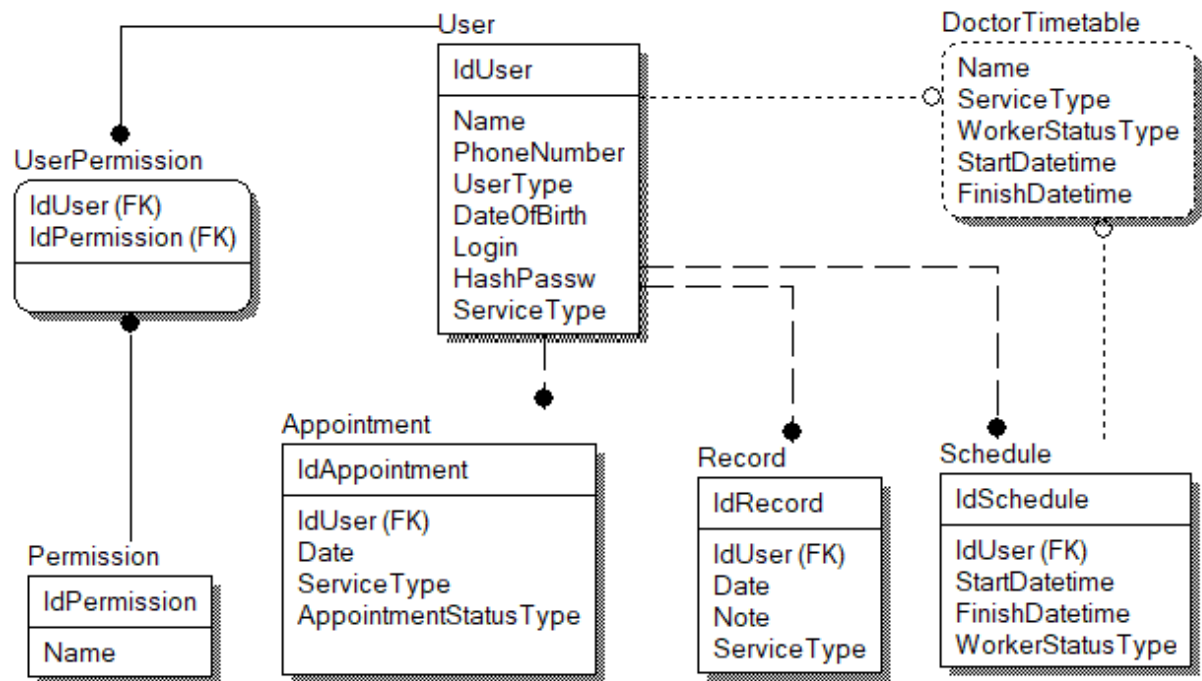 User
IdUser
Name
PhoneNumber
UserType
DateOfBirth
Login
HashPassw
ServiceType
DoctorTimetable
Name
ServiceType
WorkerStatusType
StartDatetime
FinishDatetime
UserPermission
IdUser (FK)
IdPermission (FK)
Permission
IdPermission
Name
Appointment
IdAppointment
IdUser (FK)
Date
ServiceType
AppointmentStatusType
Record
IdRecord
IdUser (FK)
Date
Note
ServiceType
Schedule
IdSchedule
IdUser (FK)
StartDatetime
FinishDatetime
WorkerStatusType